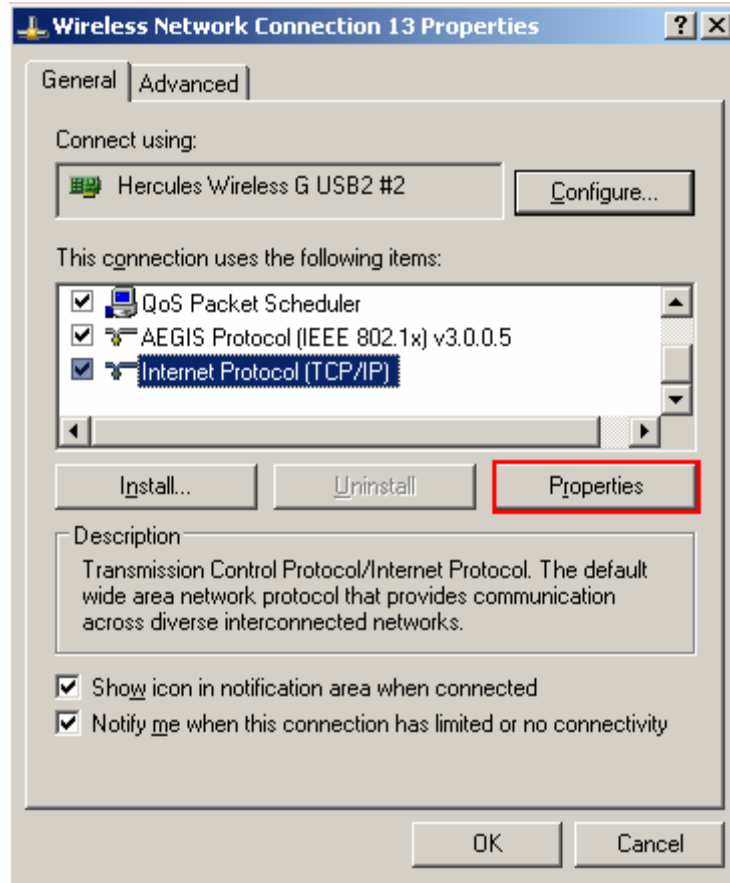 Wireless Network Connection 13 Properties
General
Advanced
Connect using:
Hercules Wireless G USB2 #2
Configure...
This connection uses the following items:
QoS Packet Scheduler
AEGIS Protocol (IEEE 802.1x) v3.0.0.5
Internet Protocol (TCP/IP)
Install...
Uninstall
Properties
Description
Transmission Control Protocol/Internet Protocol. The default
wide area network protocol that provides communication
across diverse interconnected networks.
Show icon in notification area when connected
Notify me when this connection has limited or no connectivity
OK
Cancel